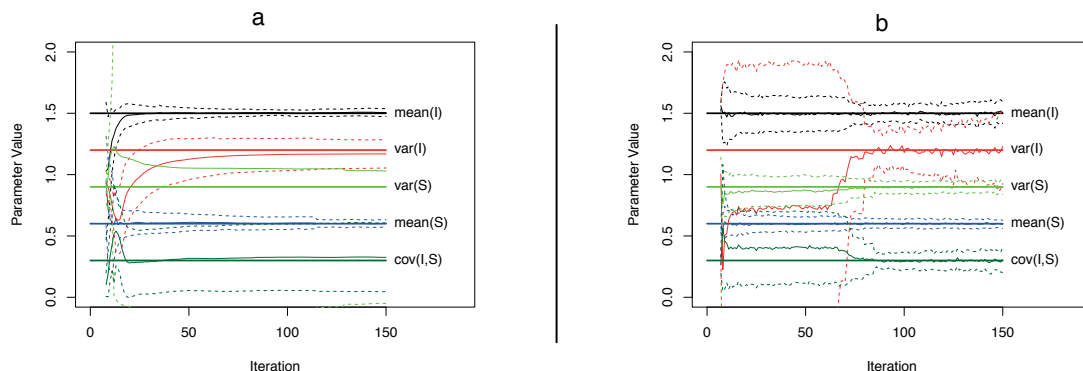 a
Parameter Value
2.0
1.5
1.0
0.5
0.0
mean(I)
var(I)
var(S)
mean(S)
cov(I,S)
0
50
100
150
Iteration
b
Parameter Value
2.0
1.5
1.0
0.5
0.0
mean(I)
var(I)
var(S)
mean(S)
cov(I,S)
0
50
100
150
Iteration